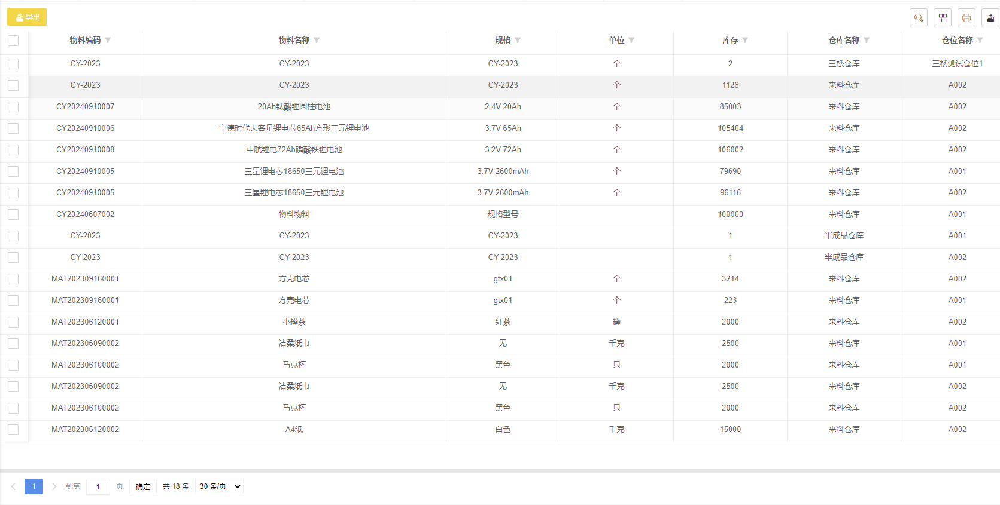 导出
物料编码 物料名称 规格 单位 库存 仓库名称 仓位名称
CY-2023 CY-2023 CY-2023 个 2 三楼仓库 三楼测试仓位1
CY-2023 CY-2023 CY-2023 个 1126 来料仓库 A002
CY20240910007 20Ah钛酸锂圆柱电池 2.4V 20Ah 个 85003 来料仓库 A002
CY20240910006 宁德时代大容量锂电芯65Ah方形三元锂电池 3.7V 65Ah 个 105404 来料仓库 A002
CY20240910008 中航锂电72Ah磷酸铁锂电池 3.2V 72Ah 个 106002 来料仓库 A002
CY20240910005 三星锂电芯18650三元锂电池 3.7V 2600mAh 个 79690 来料仓库 A001
CY20240910005 三星锂电芯18650三元锂电池 3.7V 2600mAh 个 96116 来料仓库 A002
CY20240607002 物料物料 规格型号 100000 来料仓库 A001
CY-2023 CY-2023 CY-2023 1 半成品仓库 A001
CY-2023 CY-2023 CY-2023 1 半成品仓库 A002
MAT202309160001 方壳电芯 gtx01 个 3214 来料仓库 A002
MAT202309160001 方壳电芯 gtx01 个 223 来料仓库 A001
MAT202306120001 小罐茶 红茶 罐 2000 来料仓库 A002
MAT202306090002 洁柔纸巾 无 千克 2500 来料仓库 A001
MAT202306100002 马克杯 黑色 只 2000 来料仓库 A001
MAT202306090002 洁柔纸巾 无 千克 2500 来料仓库 A002
MAT202306100002 马克杯 黑色 只 2000 来料仓库 A002
MAT202306120002 A4纸 白色 千克 15000 来料仓库 A002
1 到第 1 页 确定 共 18 条 30 条/页